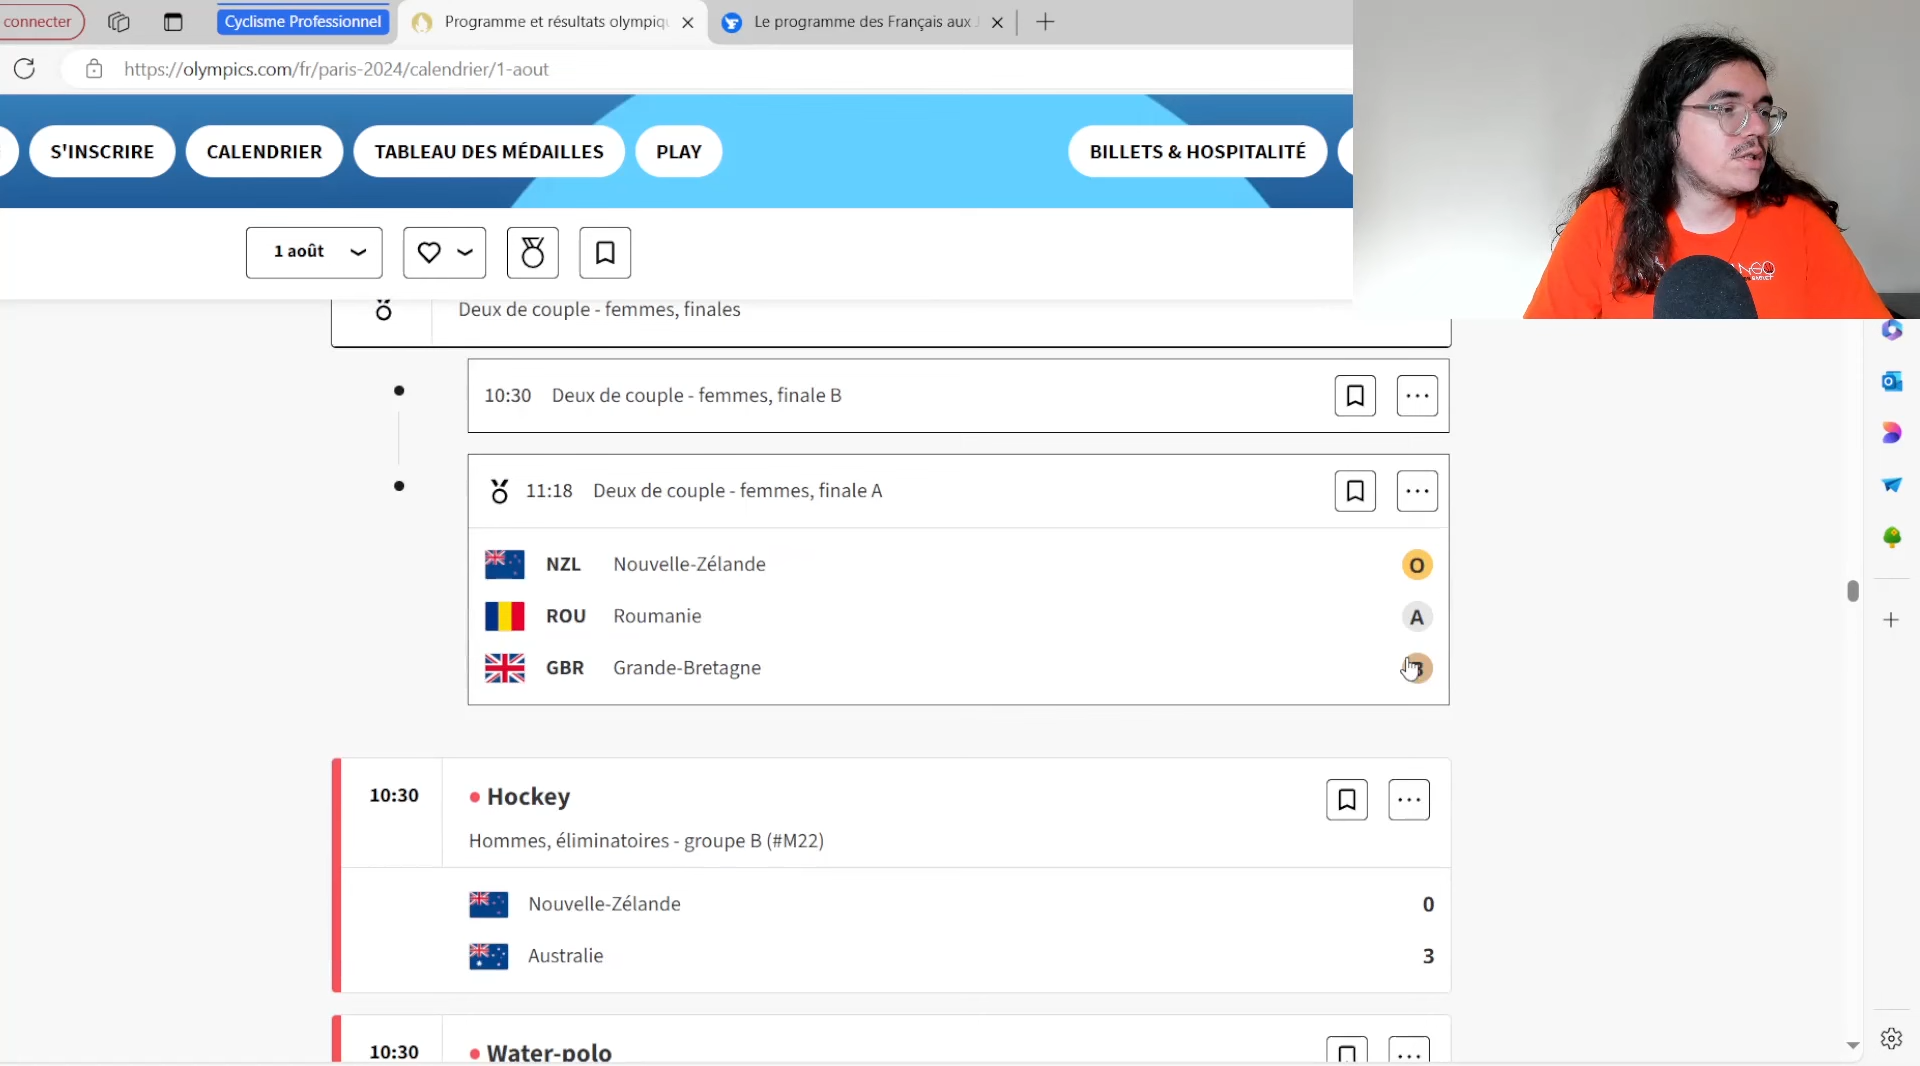 connecter
Cyclisme Professionnel
Programme et résultats olympiq
Le programme des Français aux J
https://olympics.com/fr/paris-2024/calendrier/1-aout
S'INSCRIRE
CALENDRIER
TABLEAU DES MÉDAILLES
PLAY
BILLETS & HOSPITALITÉ
1 août
Deux de couple - femmes, finales
10:30 Deux de couple - femmes, finale B
11:18 Deux de couple - femmes, finale A
NZL Nouvelle-Zélande O
ROU Roumanie A
GBR Grande-Bretagne
10:30 Hockey
Hommes, éliminatoires - groupe B (#M22)
Nouvelle-Zélande 0
Australie 3
10:30 Water-polo